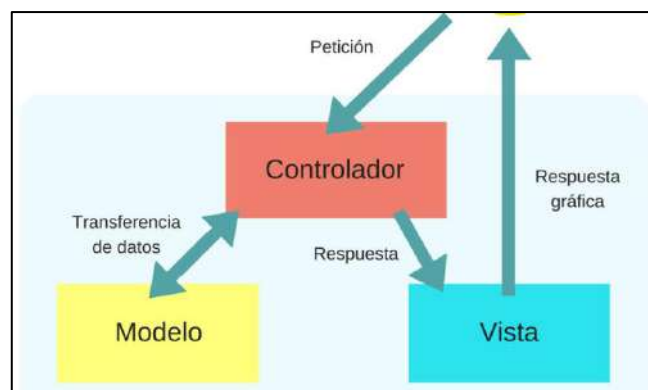 Petición
Controlador
Transferencia
de datos
Respuesta
Respuesta
gráfica
Modelo
Vista